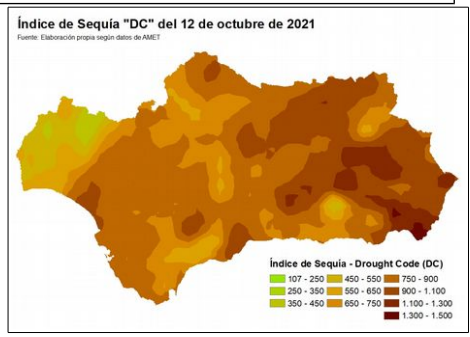 Índice de Sequía "DC" del 12 de octubre de 2021
Fuente: Elaboración propia según datos de AMET
Índice de Sequía - Drought Code (DC)
107 - 250 450 - 550 750 - 900
250 - 350 550 - 650 900 - 1.100
350 - 450 650 - 750 1.100 - 1.300
1.300 - 1.500